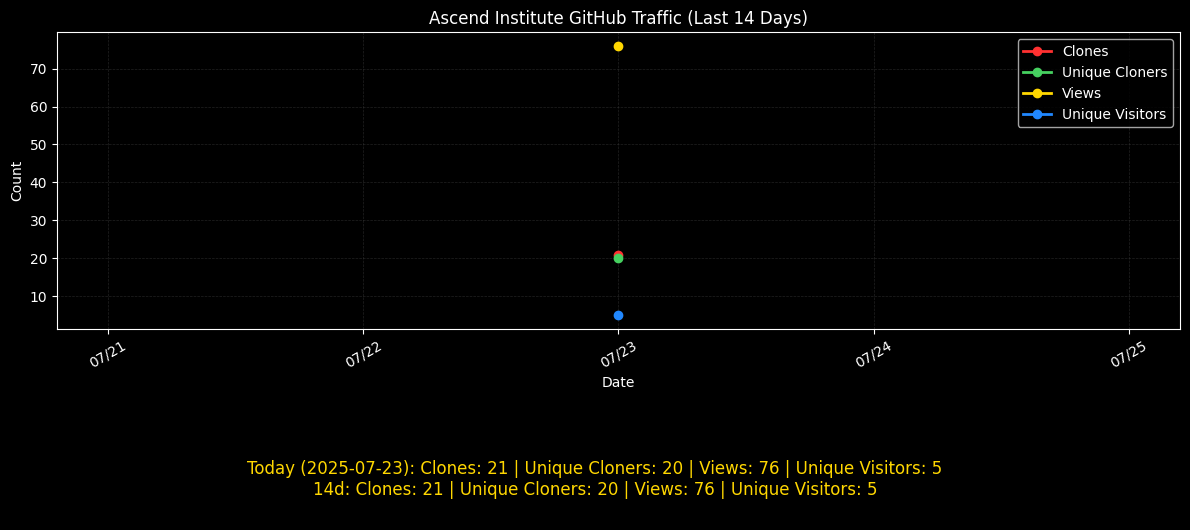 Ascend Institute GitHub Traffic (Last 14 Days)
Clones
Unique Cloners
Views
Unique Visitors
Count
70
60
50
40
30
20
10
07/21
07/22
07/23
07/24
07/25
Date
Today (2025-07-23): Clones: 21 | Unique Cloners: 20 | Views: 76 | Unique Visitors: 5
14d: Clones: 21 | Unique Cloners: 20 | Views: 76 | Unique Visitors: 5